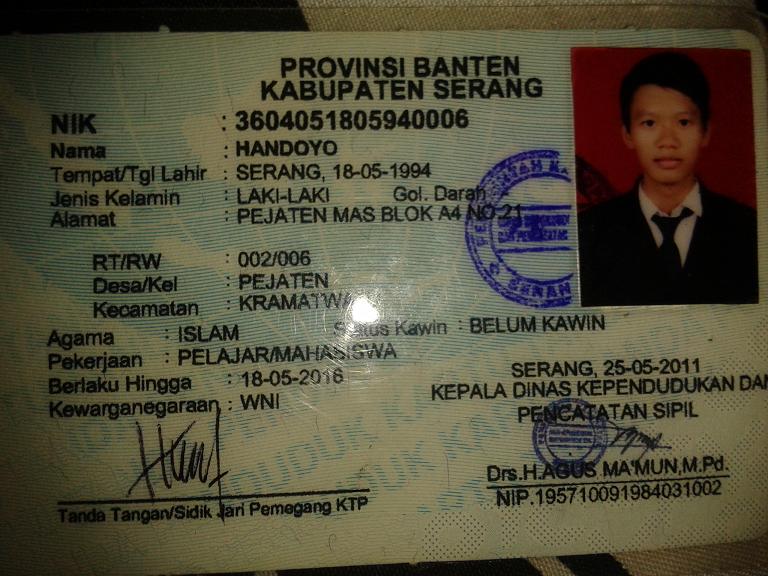 PROVINSI BANTEN
KABUPATEN SERANG
NIK : 3604051805940006
Nama : HANDOYO
Tempat/Tgl Lahir : SERANG, 18-05-1994
Jenis Kelamin : LAKI-LAKI Gol. Darah
Alamat : PEJATEN MAS BLOK A4 NO 21
RT/RW : 002/006
Desa/Kel : PEJATEN
Kecamatan : KRAMATW
Agama : ISLAM Status Kawin : BELUM KAWIN
Pekerjaan : PELAJAR/MAHASISWA
Berlaku Hingga : 18-05-2016
Kewarganegaraan : WNI
SERANG, 25-05-2011
KEPALA DINAS KEPENDUDUKAN DAN
PENCATATAN SIPIL
Tanda Tangan/Sidik Jari Pemegang KTP
Drs.H.AGUS MA'MUN.M.Pd.
NIP 195710091984031002